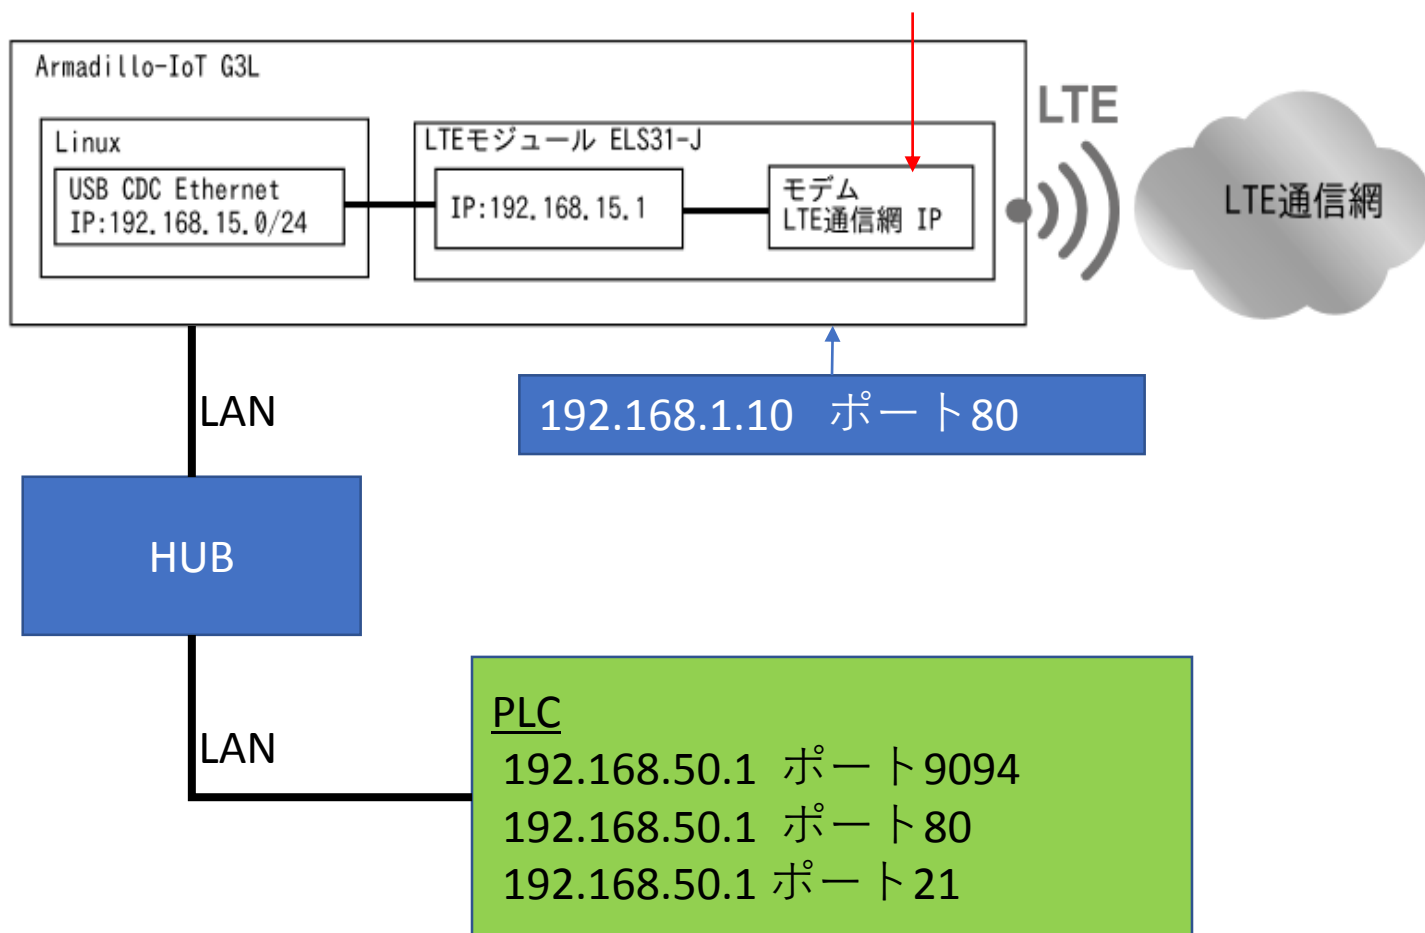 Armadillo-IoT G3L
Linux
USB CDC Ethernet
IP:192.168.15.0/24
LTEモジュール ELS31-J
IP:192.168.15.1
モデム
LTE通信網 IP
LTE
LTE通信網
192.168.1.10 ポート80
LAN
HUB
LAN
PLC
192.168.50.1 ポート9094
192.168.50.1 ポート80
192.168.50.1 ポート21